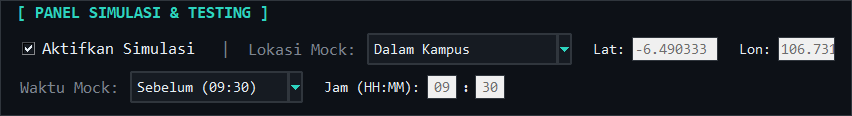 [ PANEL SIMULASI & TESTING ]
Aktifkan Simulasi | Lokasi Mock: Dalam Kampus Lat: -6.490333 Lon: 106.731
Waktu Mock: Sebelum (09:30) Jam (HH:MM): 09 : 30